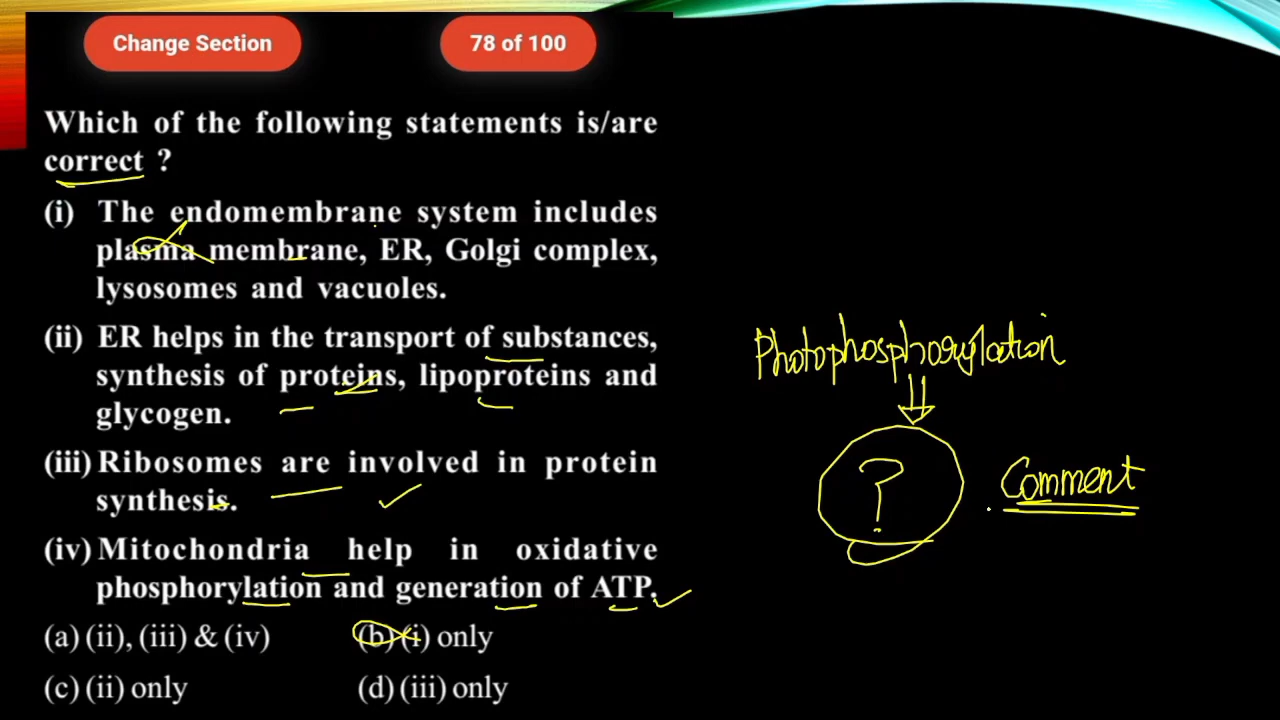 Change Section
78 of 100
Which of the following statements is/are
correct ?
(i) The endomembrane system includes
plasma membrane, ER, Golgi complex,
lysosomes and vacuoles.
(ii) ER helps in the transport of substances,
synthesis of proteins, lipoproteins and
glycogen.
(iii) Ribosomes are involved in protein
synthesis.
(iv) Mitochondria help in oxidative
phosphorylation and generation of ATP.
(a) (ii), (iii) & (iv) (b) (i) only
(c) (ii) only (d) (iii) only
Photophosphorylation
?
Comment